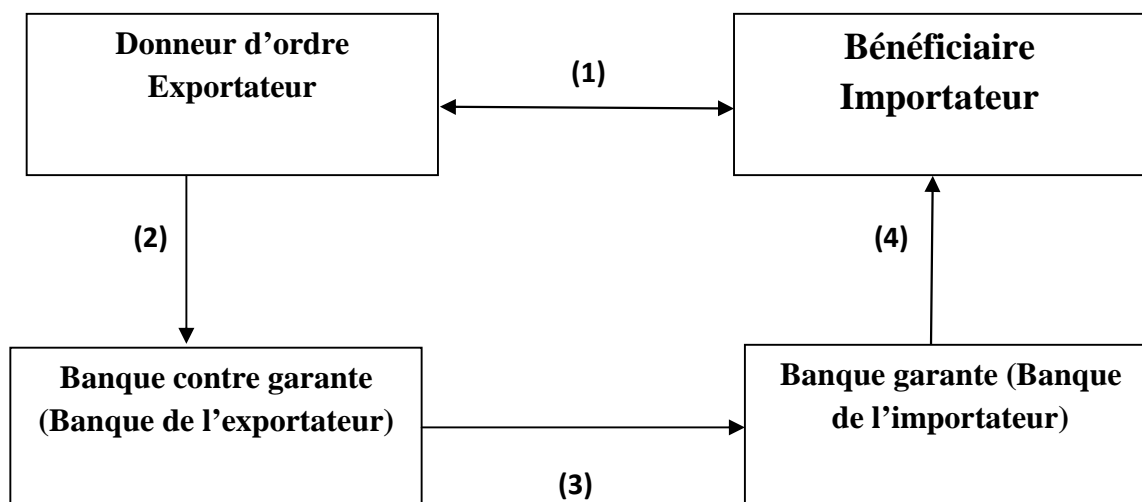 Donneur d’ordre
Exportateur
(1)
Bénéficiaire
Importateur
(2)
(4)
Banque contre garante
(Banque de l’exportateur)
(3)
Banque garante (Banque
de l’importateur)